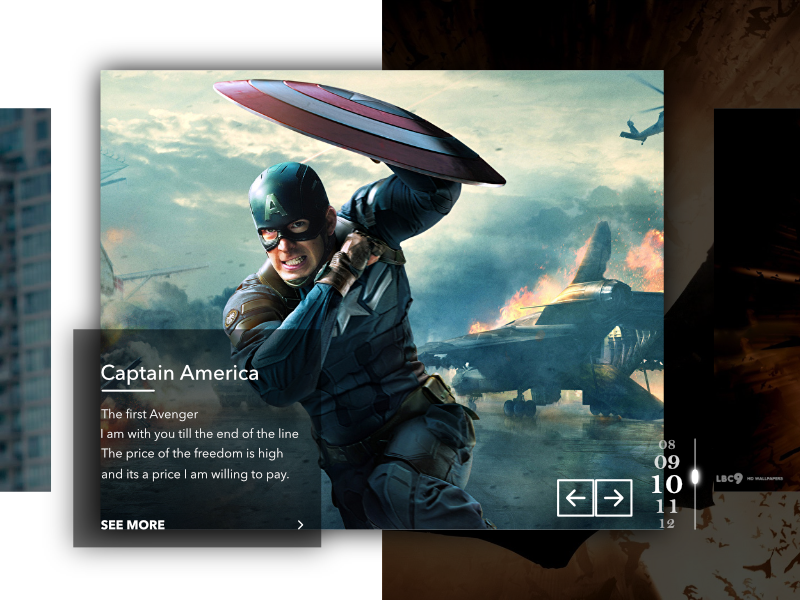 A
Captain America
The first Avenger
I am with you till the end of the line
The price of the freedom is high
and its a price I am willing to pay.
SEE MORE
08
09
10
11
12
LBC9 HD WALLPAPERS